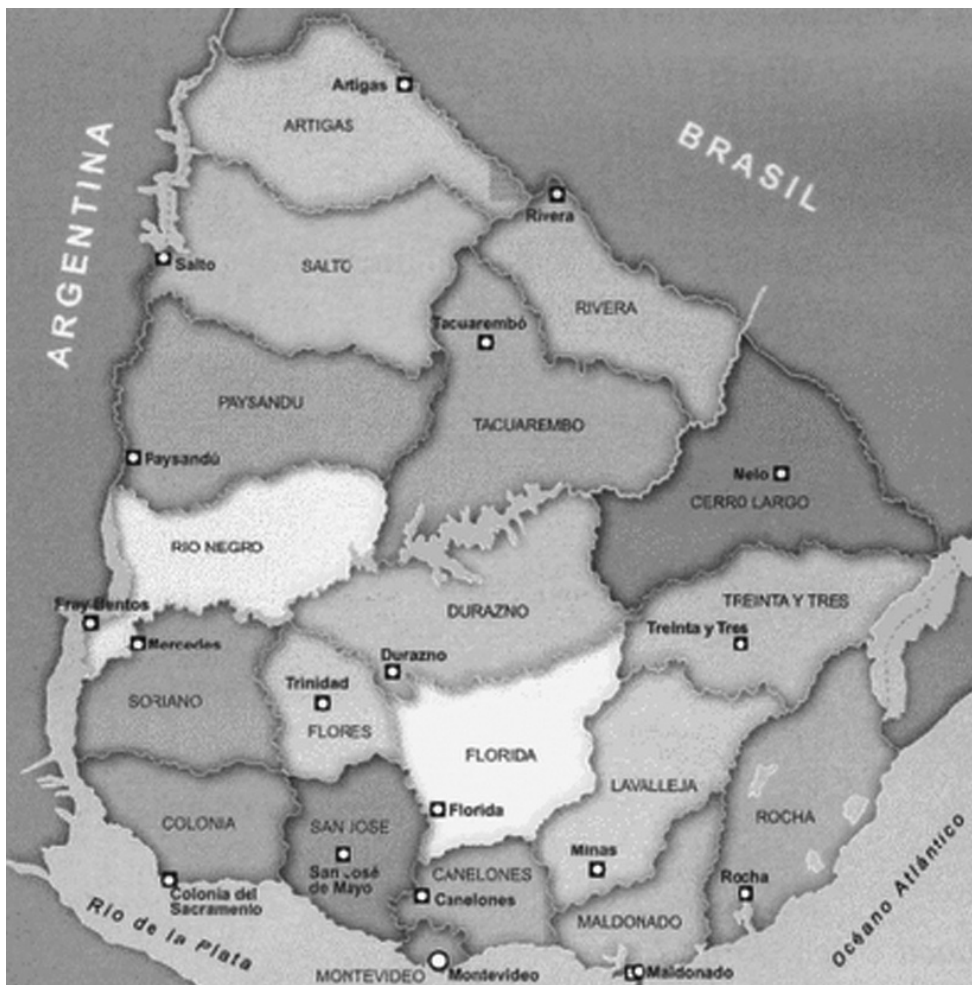 Artigas
ARTIGAS
BRASIL
ARGENTINA
Rivera
Salto
SALTO
RIVERA
Tacuarembó
PAYSANDU
TACUAREMBO
Paysandú
Nelo
CERRO LARGO
RIO NEGRO
Fray Bentos
DURAZNO
TREINTA Y TRES
Treinta y Tres
Mercedes
Durazno
Trinidad
SORIANO
FLORES
FLORIDA
LAVALLEJA
Florida
COLONIA
SAN JOSE
ROCHA
Minas
San José
de Mayo
CANELONES
Rocha
Colonia del
Sacramento
Canelones
Océano Atlántico
Río de la Plata
MALDONADO
MONTEVIDEO
Montevideo
Maldonado